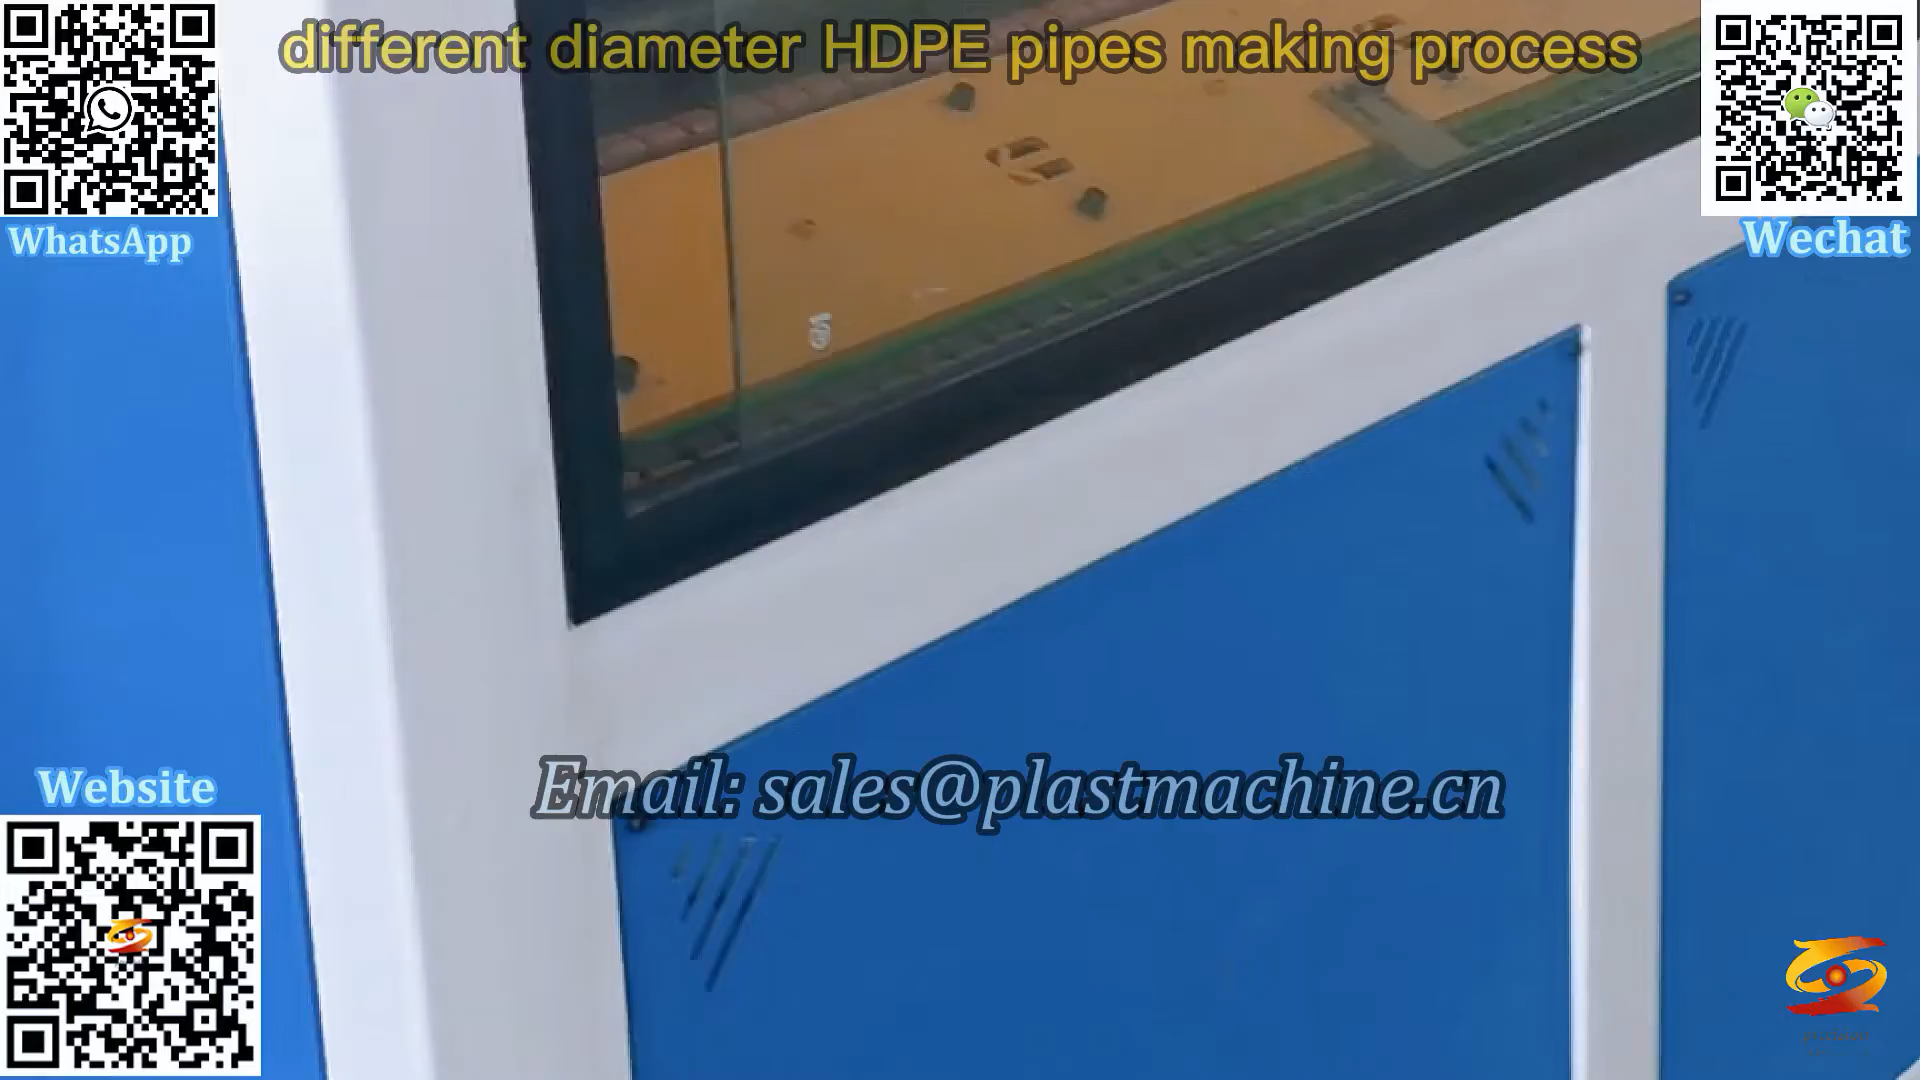 different diameter HDPE pipes making process
WhatsApp
Wechat
Email: sales@plastmachine.cn
Website